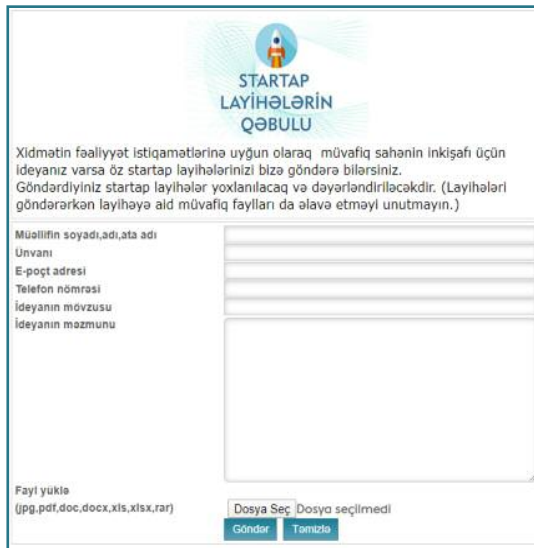 STARTAP
LAYİHƏLƏRİN
QƏBULU
Xidmətin fəaliyyət istiqamətlərinə uyğun olaraq müvafiq sahənin inkişafı üçün
ideyanız varsa öz startap layihələrinizi bizə göndərə bilərsiniz.
Göndərdiyiniz startap layihələr yoxlanılacaq və dəyərləndiriləcəkdir. (Layihələri
göndərərkən layihəyə aid müvafiq faylları da əlavə etməyi unutmayın.)
Müəllifin soyadı,adı,ata adı
Ünvanı
E-poçt adresi
Telefon nömrəsi
İdeyanın mövzusu
İdeyanın məzmunu
Fayl yüklə
(jpg,pdf,doc,docx,xls,xlsx,rar) Dosya Seç Dosya seçilmedi
Göndər Təmizlə